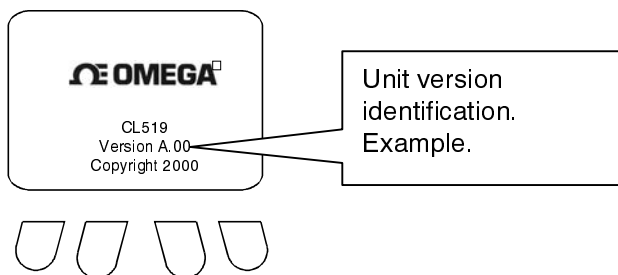 ΩE OMEGA
CL519
Version A.00
Copyright 2000
Unit version
identification.
Example.